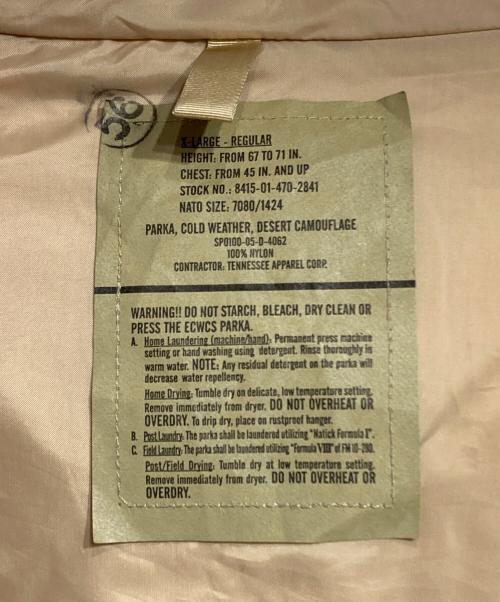 56
X-LARGE - REGULAR
HEIGHT: FROM 67 TO 71 IN.
CHEST: FROM 45 IN. AND UP
STOCK NO.: 8415-01-470-2841
NATO SIZE: 7080/1424
PARKA, COLD WEATHER, DESERT CAMOUFLAGE
SPO100-05-D-4062
100% NYLON
CONTRACTOR: TENNESSEE APPAREL CORP.
WARNING!! DO NOT STARCH, BLEACH, DRY CLEAN OR
PRESS THE ECWCS PARKA.
A. Home Laundering (machine/hand): Permanent press machine
setting or hand washing using detergent. Rinse thoroughly in
warm water. NOTE: Any residual detergent on the parka will
decrease water repellency.
Home Drying: Tumble dry on delicate, low temperature setting.
Remove immediately from dryer. DO NOT OVERHEAT OR
OVERDRY. To drip dry, place on rustproof hanger.
B. Post Laundry: The parka shall be laundered utilizing "Natick Formula I".
C. Field Laundry: The parka shall be laundered utilizing "Formula VIII" of FM 10-280.
Post/Field Drying: Tumble dry at low temperature setting.
Remove immediately from dryer. DO NOT OVERHEAT OR
OVERDRY.